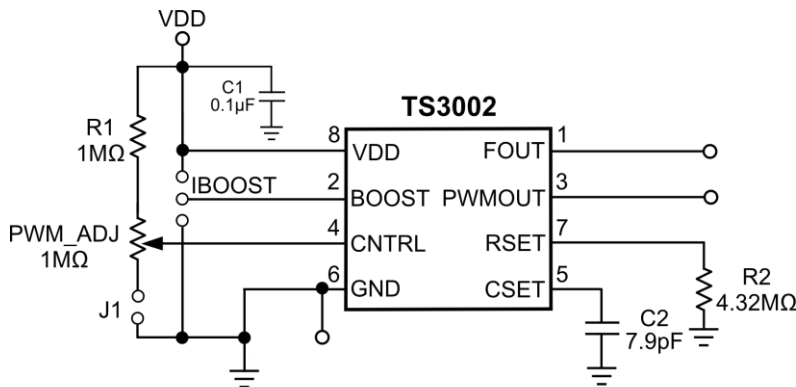 VDD
C1
0.1µF
TS3002
R1
1MΩ
8
VDD
FOUT
1
IBOOST
2
BOOST
PWMOUT
3
PWM_ADJ
1MΩ
4
CNTRL
RSET
7
6
GND
CSET
5
J1
R2
4.32MΩ
C2
7.9pF